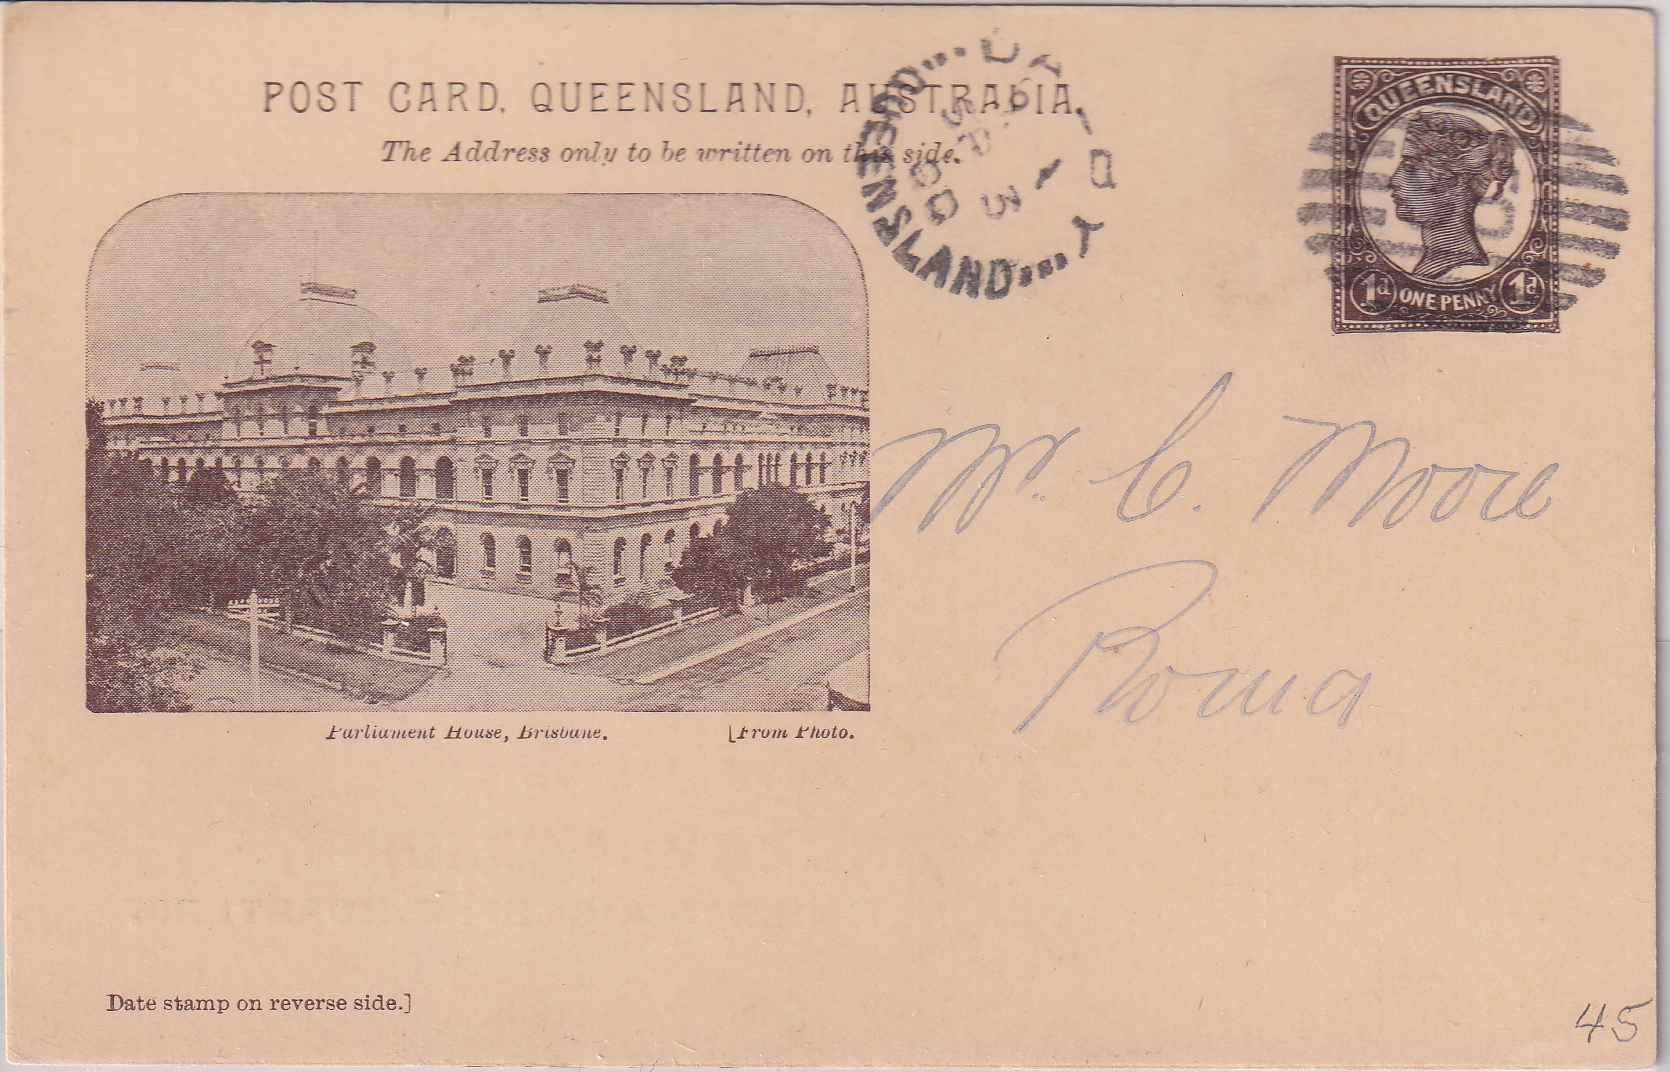 POST CARD, QUEENSLAND, AUSTRALIA.
The Address only to be written on this side.
QUEENSLAND
1d ONE PENNY 1d
DALBY
QUEENSLAND
Mr. C. Moore
Roma
Parliament House, Brisbane. [From Photo.
Date stamp on reverse side.]
45